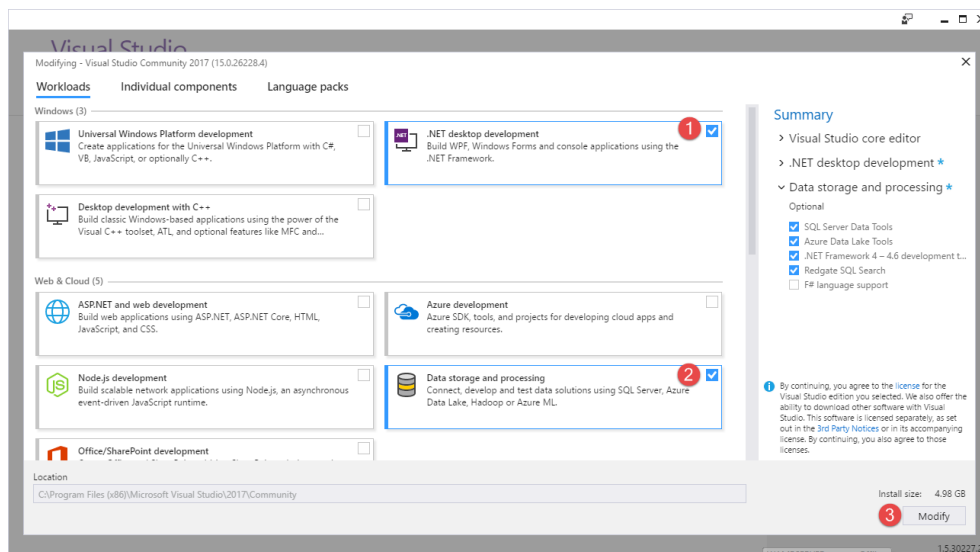 Visual Studio
Modifying - Visual Studio Community 2017 (15.0.26228.4)
Workloads Individual components Language packs
Windows (3)
Universal Windows Platform development
Create applications for the Universal Windows Platform with C#,
VB, JavaScript, or optionally C++.
.NET desktop development
Build WPF, Windows Forms and console applications using the
.NET Framework.
1
Desktop development with C++
Build classic Windows-based applications using the power of the
Visual C++ toolset, ATL, and optional features like MFC and...
Web & Cloud (5)
ASP.NET and web development
Build web applications using ASP.NET, ASP.NET Core, HTML,
JavaScript, and CSS.
Azure development
Azure SDK, tools, and projects for developing cloud apps and
creating resources.
Node.js development
Build scalable network applications using Node.js, an asynchronous
event-driven JavaScript runtime.
Data storage and processing
Connect, develop and test data solutions using SQL Server, Azure
Data Lake, Hadoop or Azure ML.
2
Office/SharePoint development
Summary
Visual Studio core editor
.NET desktop development *
Data storage and processing *
Optional
SQL Server Data Tools
Azure Data Lake Tools
.NET Framework 4 – 4.6 development t...
Redgate SQL Search
F# language support
By continuing, you agree to the license for the
Visual Studio edition you selected. We also offer the
ability to download other software with Visual
Studio. This software is licensed separately, as set
out in the 3rd Party Notices or in its accompanying
license. By continuing, you also agree to those
licenses.
Location
C:\Program Files (x86)\Microsoft Visual Studio\2017\Community
Install size: 4.98 GB
3
Modify
1.5.30227